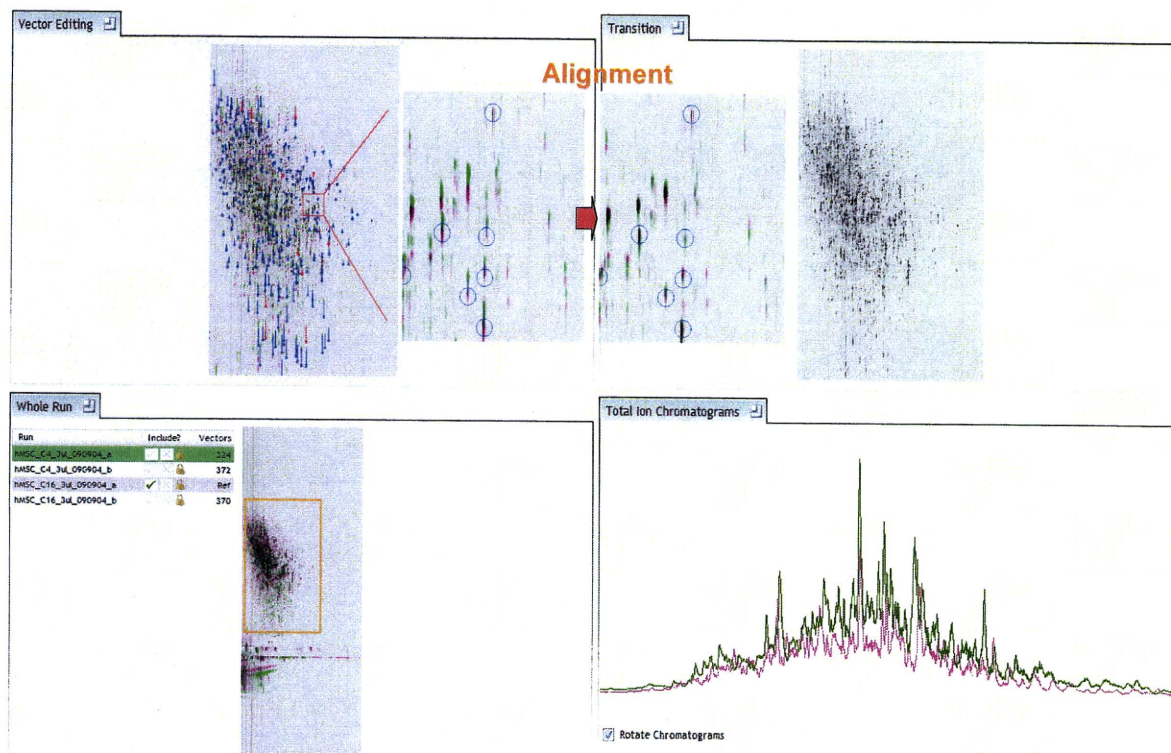 Vector Editing
Transition
Alignment
Whole Run
Run Include? Vectors
hMSC_C4_3ul_090904_a 324
hMSC_C4_3ul_090904_b 372
hMSC_C16_3ul_090904_a Ref
hMSC_C16_3ul_090904_b 370
Total Ion Chromatograms
Rotate Chromatograms